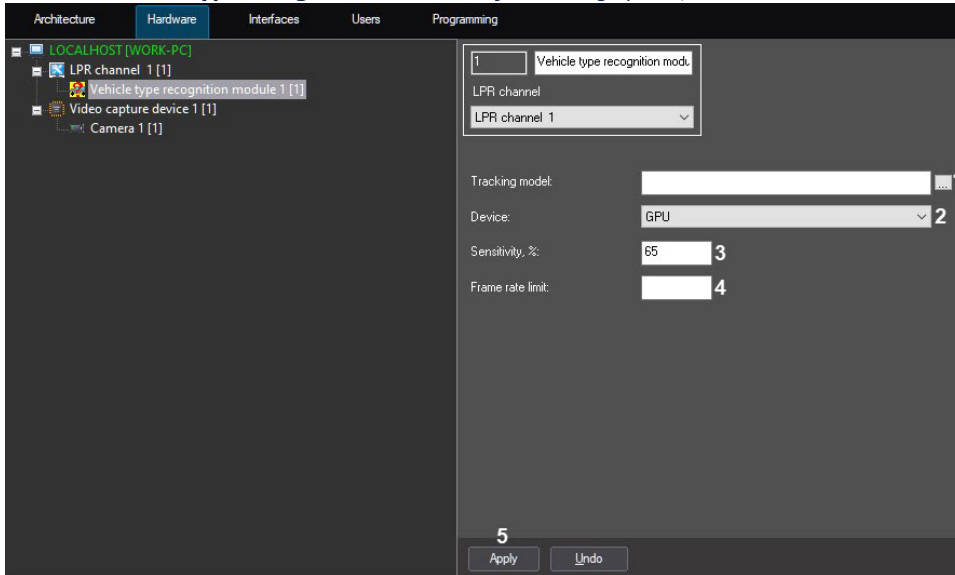 Architecture Hardware Interfaces Users Programming
LOCALHOST [WORK-PC]
LPR channel 1 [1]
Vehicle type recognition module 1 [1]
Video capture device 1 [1]
Camera 1 [1]
1 Vehicle type recognition modu
LPR channel
LPR channel 1
Tracking model: ...
Device: GPU 2
Sensitivity, %: 65 3
Frame rate limit: 4
5
Apply Undo